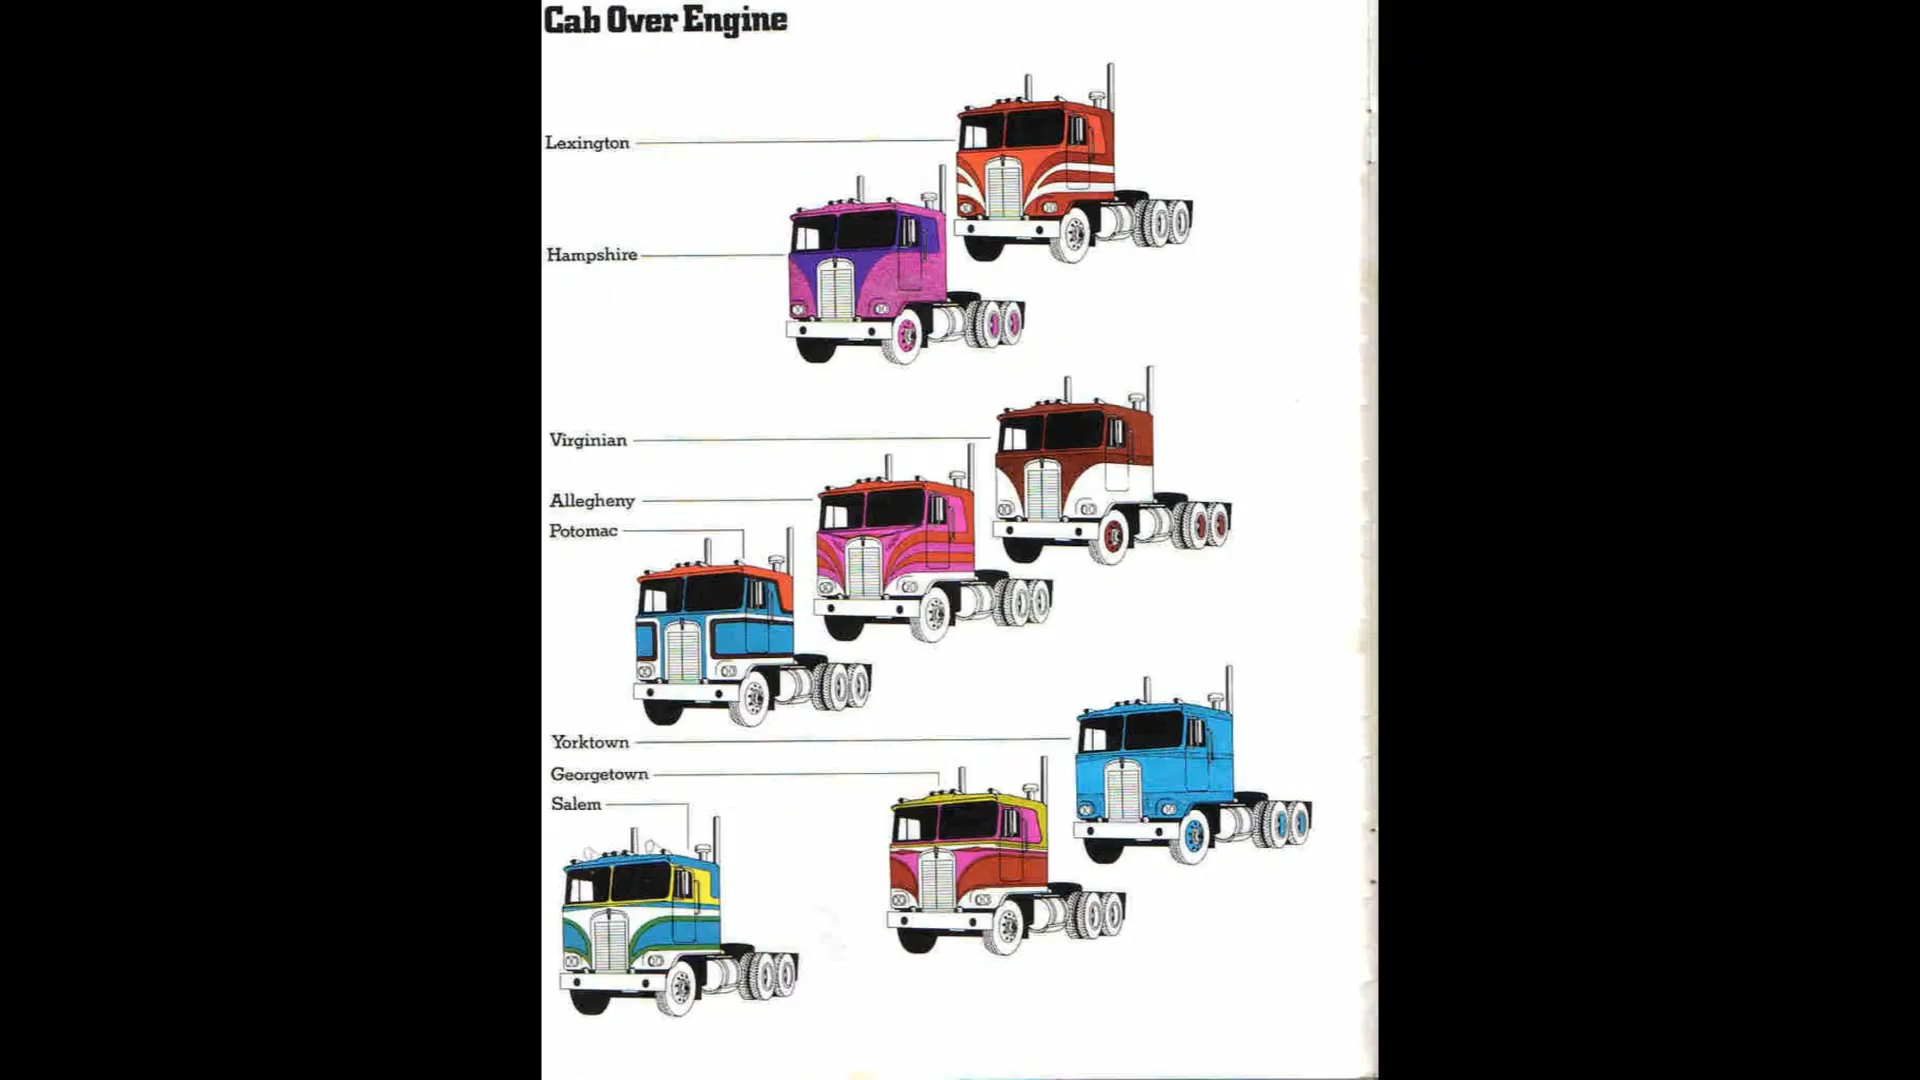 Cab Over Engine
Lexington
Hampshire
Virginian
Allegheny
Potomac
Yorktown
Georgetown
Salem